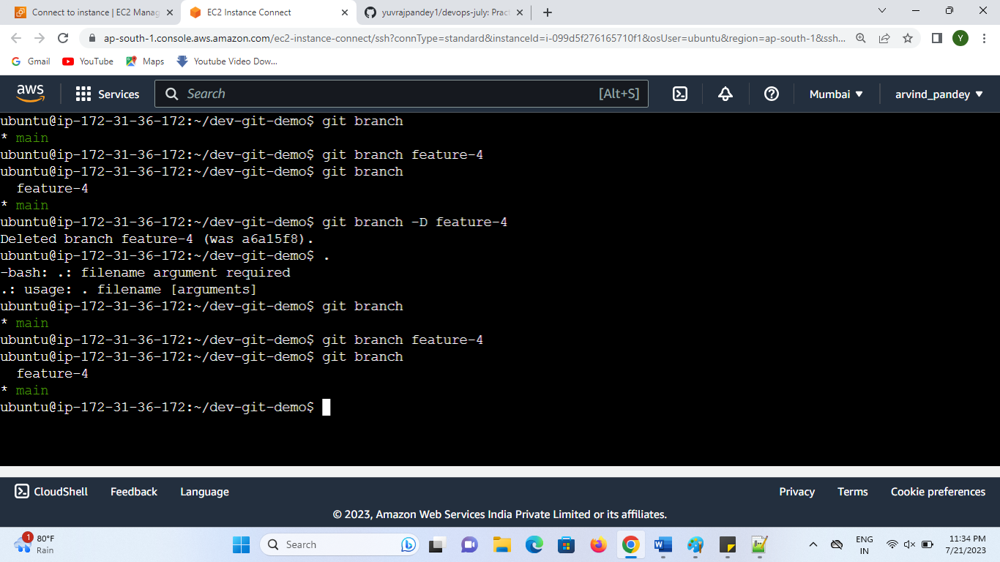 Connect to instance | EC2 Manag
EC2 Instance Connect
yuvrajpandey1/devops-july: Pract
ap-south-1.console.aws.amazon.com/ec2-instance-connect/ssh?connType=standard&instanceId=i-099d5f276165710f1&osUser=ubuntu&region=ap-south-1&ssh...
Y
Gmail
YouTube
Maps
Youtube Video Dow...
aws
Services
Search
[Alt+S]
Mumbai
arvind_pandey
ubuntu@ip-172-31-36-172:~/dev-git-demo$ git branch
* main
ubuntu@ip-172-31-36-172:~/dev-git-demo$ git branch feature-4
ubuntu@ip-172-31-36-172:~/dev-git-demo$ git branch
feature-4
* main
ubuntu@ip-172-31-36-172:~/dev-git-demo$ git branch -D feature-4
Deleted branch feature-4 (was a6a15f8).
ubuntu@ip-172-31-36-172:~/dev-git-demo$ .
-bash: .: filename argument required
.: usage: . filename [arguments]
ubuntu@ip-172-31-36-172:~/dev-git-demo$ git branch
* main
ubuntu@ip-172-31-36-172:~/dev-git-demo$ git branch feature-4
ubuntu@ip-172-31-36-172:~/dev-git-demo$ git branch
feature-4
* main
ubuntu@ip-172-31-36-172:~/dev-git-demo$
CloudShell
Feedback
Language
Privacy
Terms
Cookie preferences
© 2023, Amazon Web Services India Private Limited or its affiliates.
1
80°F
Rain
Search
ENG
IN
11:34 PM
7/21/2023